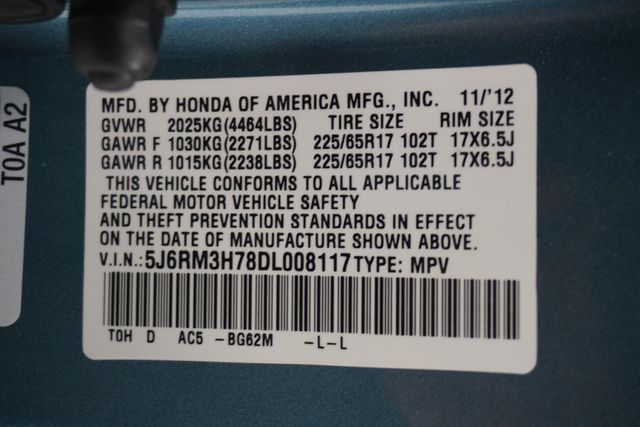 MFD. BY HONDA OF AMERICA MFG., INC. 11/'12
GVWR 2025KG(4464LBS) TIRE SIZE RIM SIZE
GAWR F 1030KG(2271LBS) 225/65R17 102T 17X6.5J
GAWR R 1015KG(2238LBS) 225/65R17 102T 17X6.5J
THIS VEHICLE CONFORMS TO ALL APPLICABLE
FEDERAL MOTOR VEHICLE SAFETY
AND THEFT PREVENTION STANDARDS IN EFFECT
ON THE DATE OF MANUFACTURE SHOWN ABOVE.
V.I.N.:5J6RM3H78DL008117 TYPE: MPV
TOH D AC5 -BG62M -L-L
TOA A2